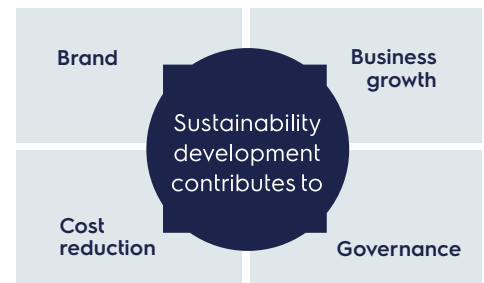 Brand
Business
growth
Sustainability
development
contributes to
Cost
reduction
Governance